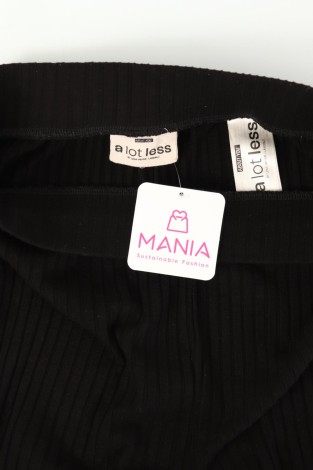 a lot less
a lot less
MANIA
Sustainable Fashion